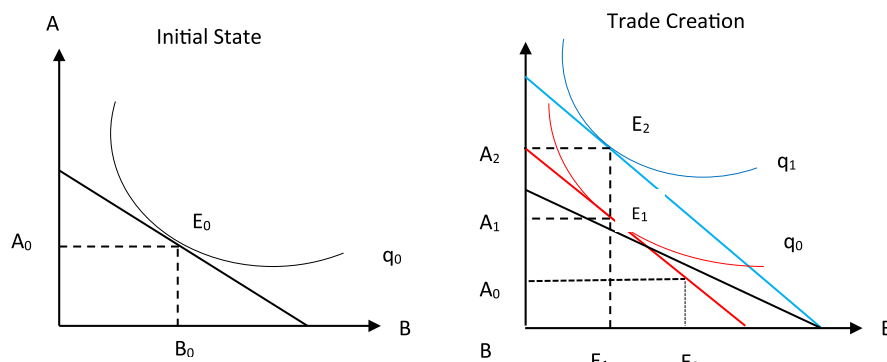 Initial State
A
E₀
A₀
q₀
B
B₀
Trade Creation
E₂
A₂
q₁
E₁
A₁
q₀
A₀
B